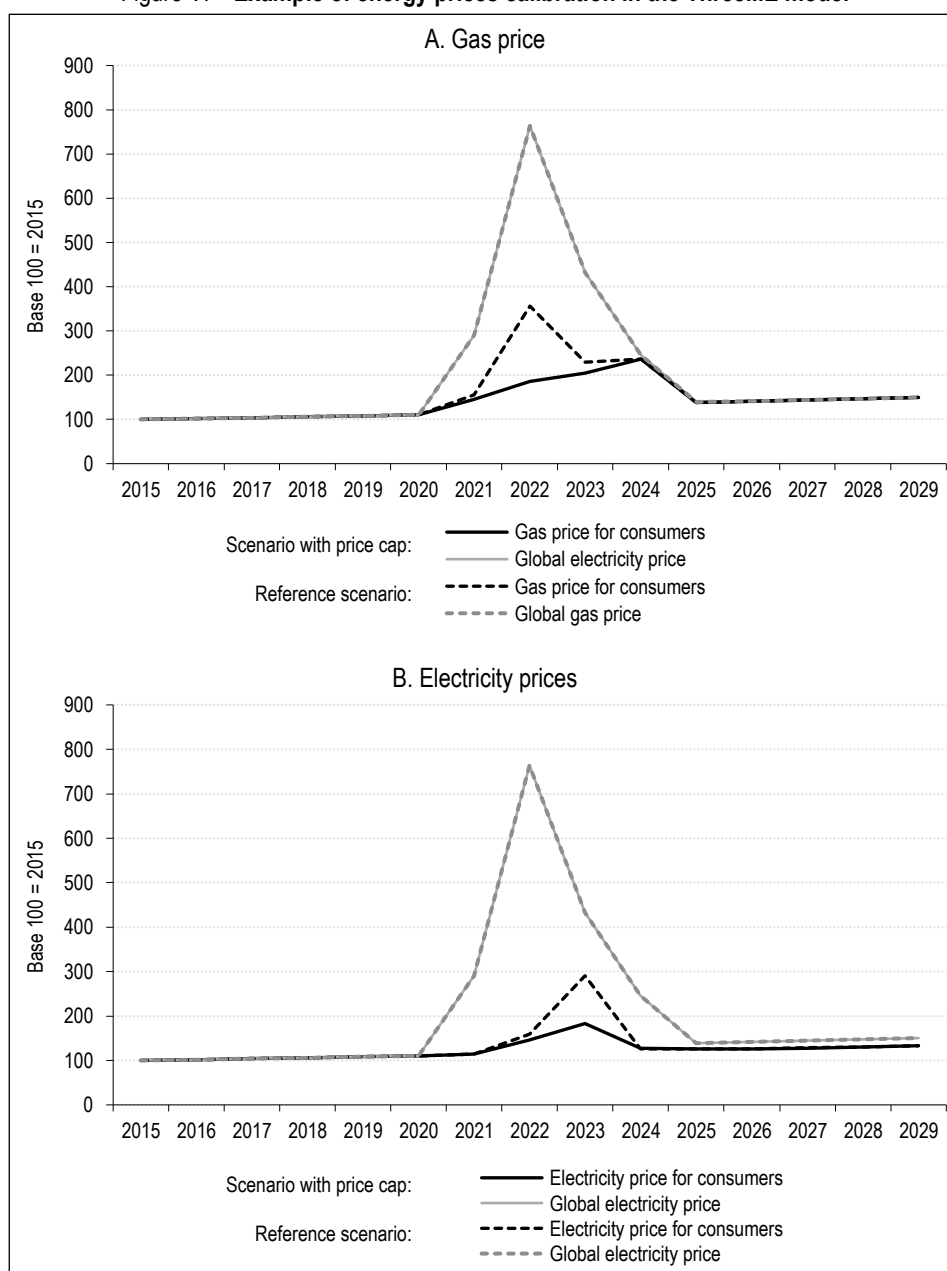 A. Gas price
900
800
700
600
500
400
300
200
100
0
Base 100 = 2015
2015 2016 2017 2018 2019 2020 2021 2022 2023 2024 2025 2026 2027 2028 2029
Scenario with price cap:
Gas price for consumers
Global electricity price
Reference scenario:
Gas price for consumers
Global gas price
B. Electricity prices
900
800
700
600
500
400
300
200
100
0
Base 100 = 2015
2015 2016 2017 2018 2019 2020 2021 2022 2023 2024 2025 2026 2027 2028 2029
Scenario with price cap:
Electricity price for consumers
Global electricity price
Reference scenario:
Electricity price for consumers
Global electricity price